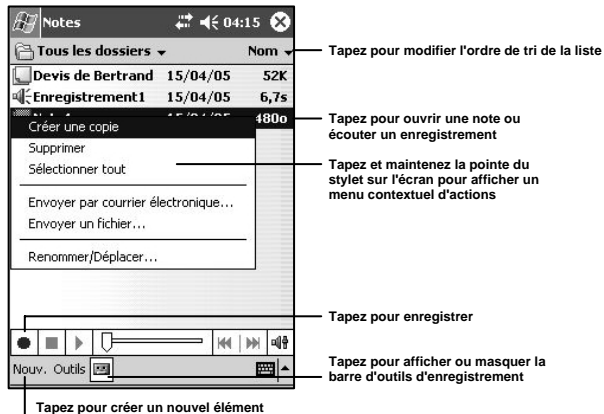 Notes 04:15
Tous les dossiers Nom
Tapez pour modifier l'ordre de tri de la liste
Devis de Bertrand 15/04/05 52K
Enregistrement1 15/04/05 6,7s
15/04/05 480o
Tapez pour ouvrir une note ou
écouter un enregistrement
Créer une copie
Supprimer
Sélectionner tout
Tapez et maintenez la pointe du
stylet sur l'écran pour afficher un
menu contextuel d'actions
Envoyer par courrier électronique...
Envoyer un fichier...
Renommer/Déplacer...
Tapez pour enregistrer
Nouv. Outils
Tapez pour afficher ou masquer la
barre d'outils d'enregistrement
Tapez pour créer un nouvel élément